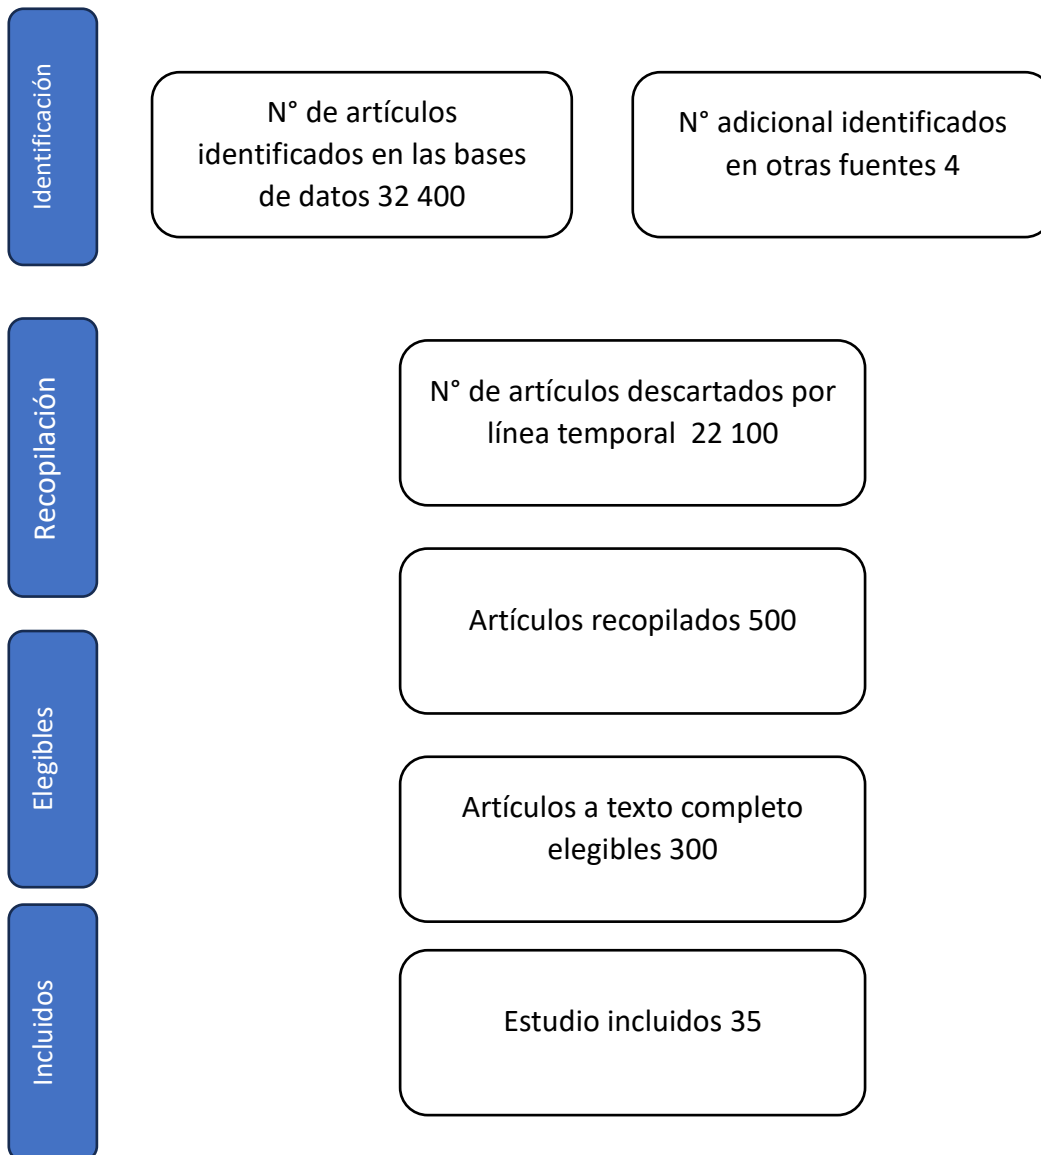 Identificación
N° de artículos
identificados en las bases
de datos 32 400
N° adicional identificados
en otras fuentes 4
Recopilación
N° de artículos descartados por
línea temporal  22 100
Artículos recopilados 500
Elegibles
Artículos a texto completo
elegibles 300
Incluidos
Estudio incluidos 35